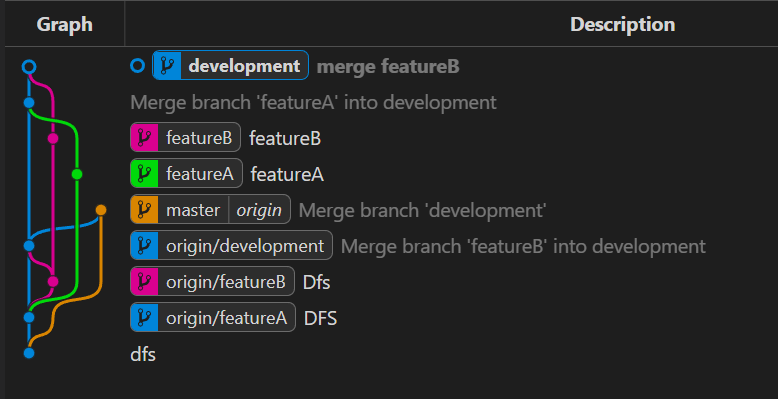 Graph Description
development merge featureB
Merge branch 'featureA' into development
featureB featureB
featureA featureA
master origin Merge branch 'development'
origin/development Merge branch 'featureB' into development
origin/featureB Dfs
origin/featureA DFS
dfs